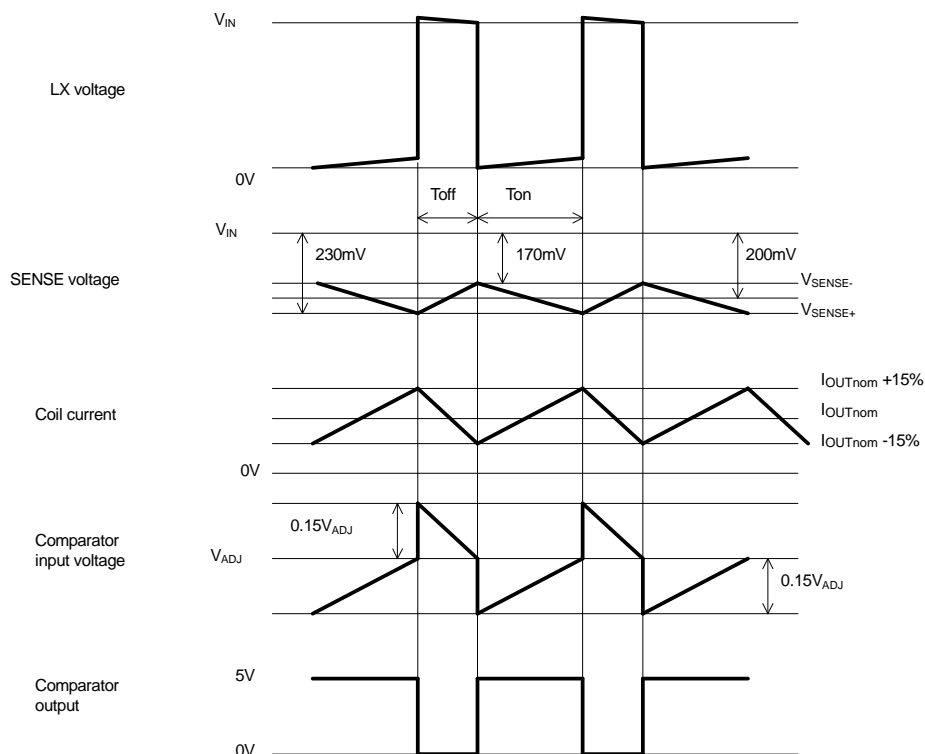 VIN
LX voltage
0V
Toff
Ton
VIN
230mV
170mV
200mV
SENSE voltage
VSENSE-
VSENSE+
IOUTnom +15%
Coil current
IOUTnom
IOUTnom -15%
0V
0.15VADJ
Comparator
input voltage
VADJ
0.15VADJ
5V
Comparator
output
0V